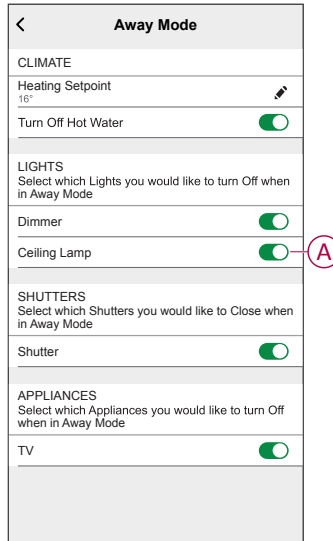 Away Mode
CLIMATE
Heating Setpoint
16°
Turn Off Hot Water
LIGHTS
Select which Lights you would like to turn Off when
in Away Mode
Dimmer
Ceiling Lamp
A
SHUTTERS
Select which Shutters you would like to Close when
in Away Mode
Shutter
APPLIANCES
Select which Appliances you would like to turn Off
when in Away Mode
TV